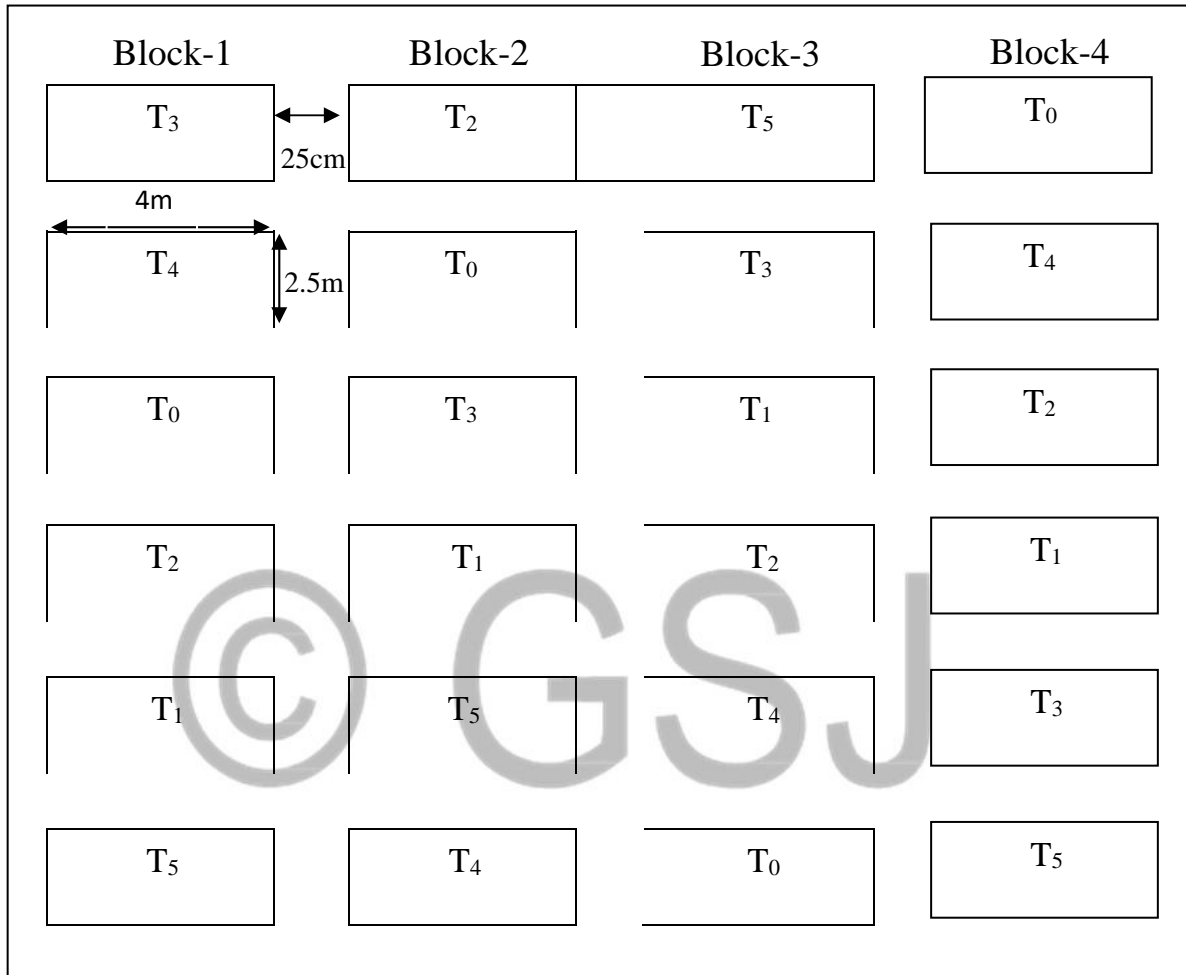 Block-1 Block-2 Block-3 Block-4
T3 T2 T5 T0
25cm
4m
T4 T0 T3 T4
2.5m
T0 T3 T1 T2
T2 T1 T2 T1
T1 T5 T4 T3
T5 T4 T0 T5
© GSJ